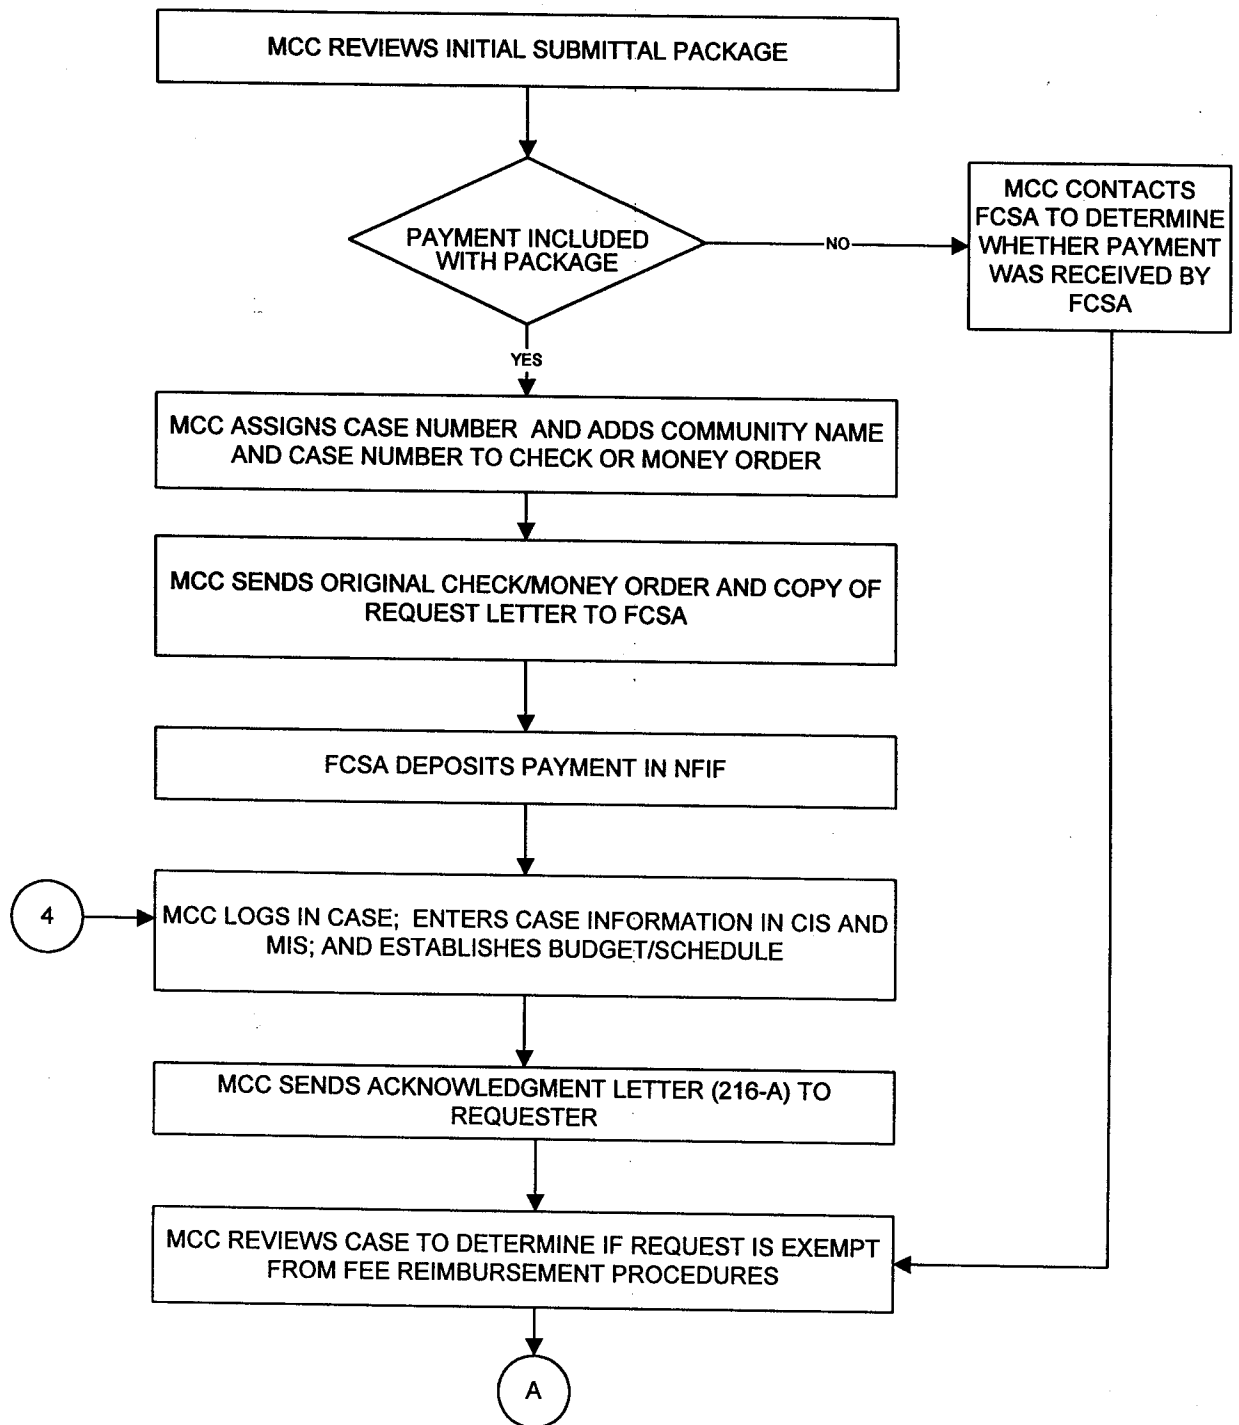 MCC REVIEWS INITIAL SUBMITTAL PACKAGE
PAYMENT INCLUDED
WITH PACKAGE
NO
MCC CONTACTS
FCSA TO DETERMINE
WHETHER PAYMENT
WAS RECEIVED BY
FCSA
YES
MCC ASSIGNS CASE NUMBER AND ADDS COMMUNITY NAME
AND CASE NUMBER TO CHECK OR MONEY ORDER
MCC SENDS ORIGINAL CHECK/MONEY ORDER AND COPY OF
REQUEST LETTER TO FCSA
FCSA DEPOSITS PAYMENT IN NFIF
4
MCC LOGS IN CASE; ENTERS CASE INFORMATION IN CIS AND
MIS; AND ESTABLISHES BUDGET/SCHEDULE
MCC SENDS ACKNOWLEDGMENT LETTER (216-A) TO
REQUESTER
MCC REVIEWS CASE TO DETERMINE IF REQUEST IS EXEMPT
FROM FEE REIMBURSEMENT PROCEDURES
A